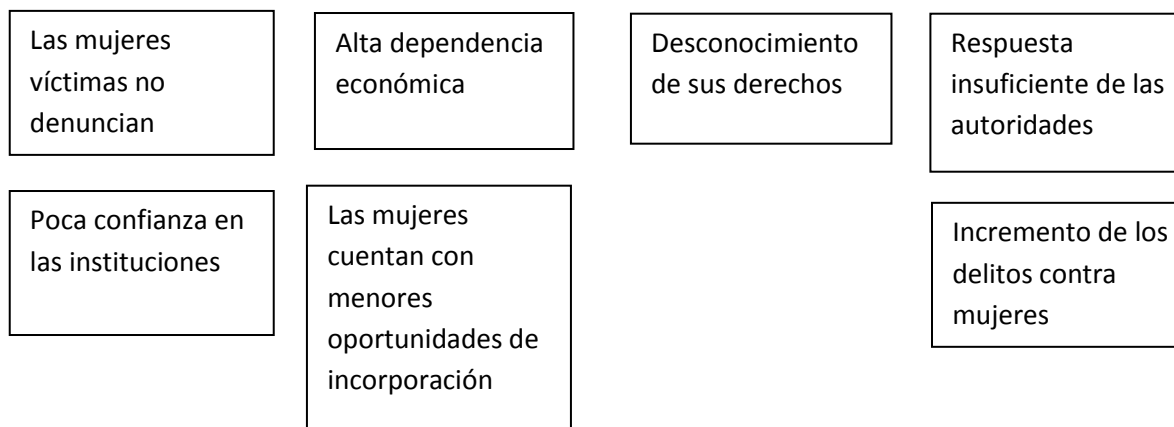 Las mujeres
víctimas no
denuncian
Alta dependencia
económica
Desconocimiento
de sus derechos
Respuesta
insuficiente de las
autoridades
Poca confianza en
las instituciones
Las mujeres
cuentan con
menores
oportunidades de
incorporación
Incremento de los
delitos contra
mujeres